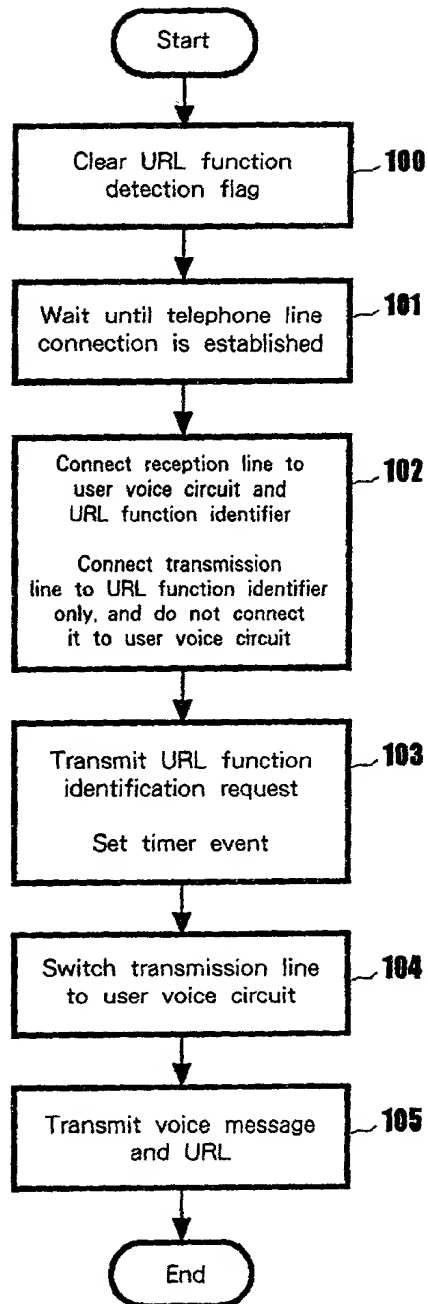 Start
Clear URL function
detection flag
100
Wait until telephone line
connection is established
101
Connect reception line to
user voice circuit and
URL function identifier
Connect transmission
line to URL function identifier
only, and do not connect
it to user voice circuit
102
Transmit URL function
identification request
Set timer event
103
Switch transmission line
to user voice circuit
104
Transmit voice message
and URL
105
End